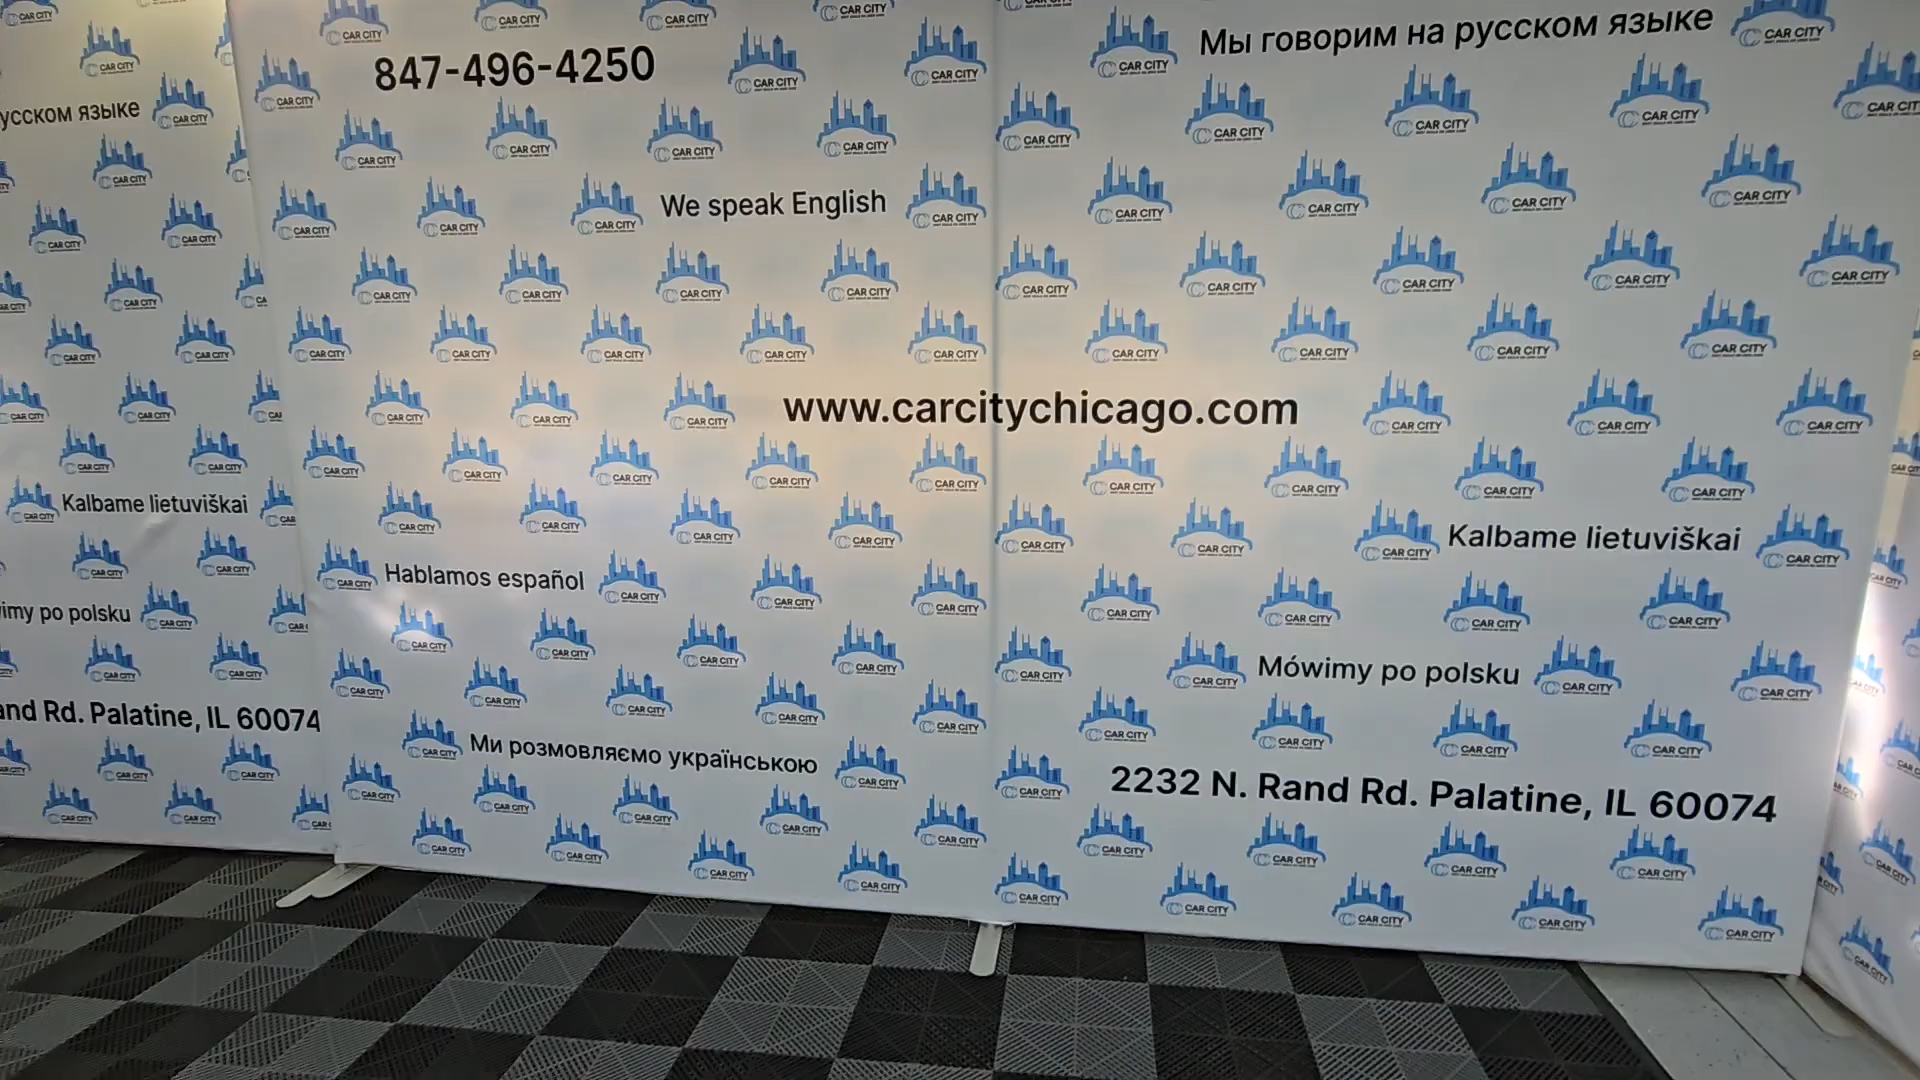 847-496-4250
Мы говорим на русском языке
усском языке
We speak English
www.carcitychicago.com
Kalbame lietuviškai
Kalbame lietuviškai
Hablamos español
imy po polsku
Mówimy po polsku
and Rd. Palatine, IL 60074
Ми розмовляємо українською
2232 N. Rand Rd. Palatine, IL 60074
CAR CITY